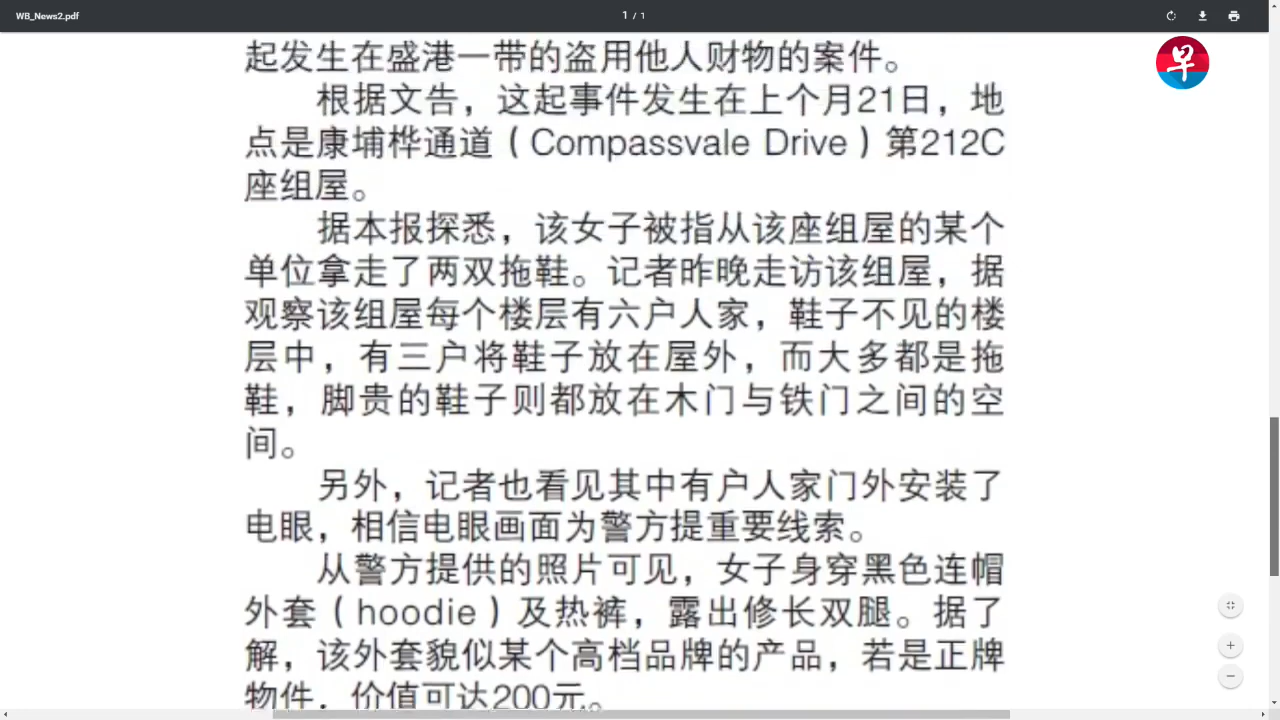 WB_News2.pdf
1 / 1
早
起发生在盛港一带的盗用他人财物的案件。
根据文告，这起事件发生在上个月21日，地
点是康埔桦通道（Compassvale Drive）第212C
座组屋。
据本报探悉，该女子被指从该座组屋的某个
单位拿走了两双拖鞋。记者昨晚走访该组屋，据
观察该组屋每个楼层有六户人家，鞋子不见的楼
层中，有三户将鞋子放在屋外，而大多都是拖
鞋，脚贵的鞋子则都放在木门与铁门之间的空
间。
另外，记者也看见其中有户人家门外安装了
电眼，相信电眼画面为警方提重要线索。
从警方提供的照片可见，女子身穿黑色连帽
外套（hoodie）及热裤，露出修长双腿。据了
解，该外套貌似某个高档品牌的产品，若是正牌
物件，价值可达200元。